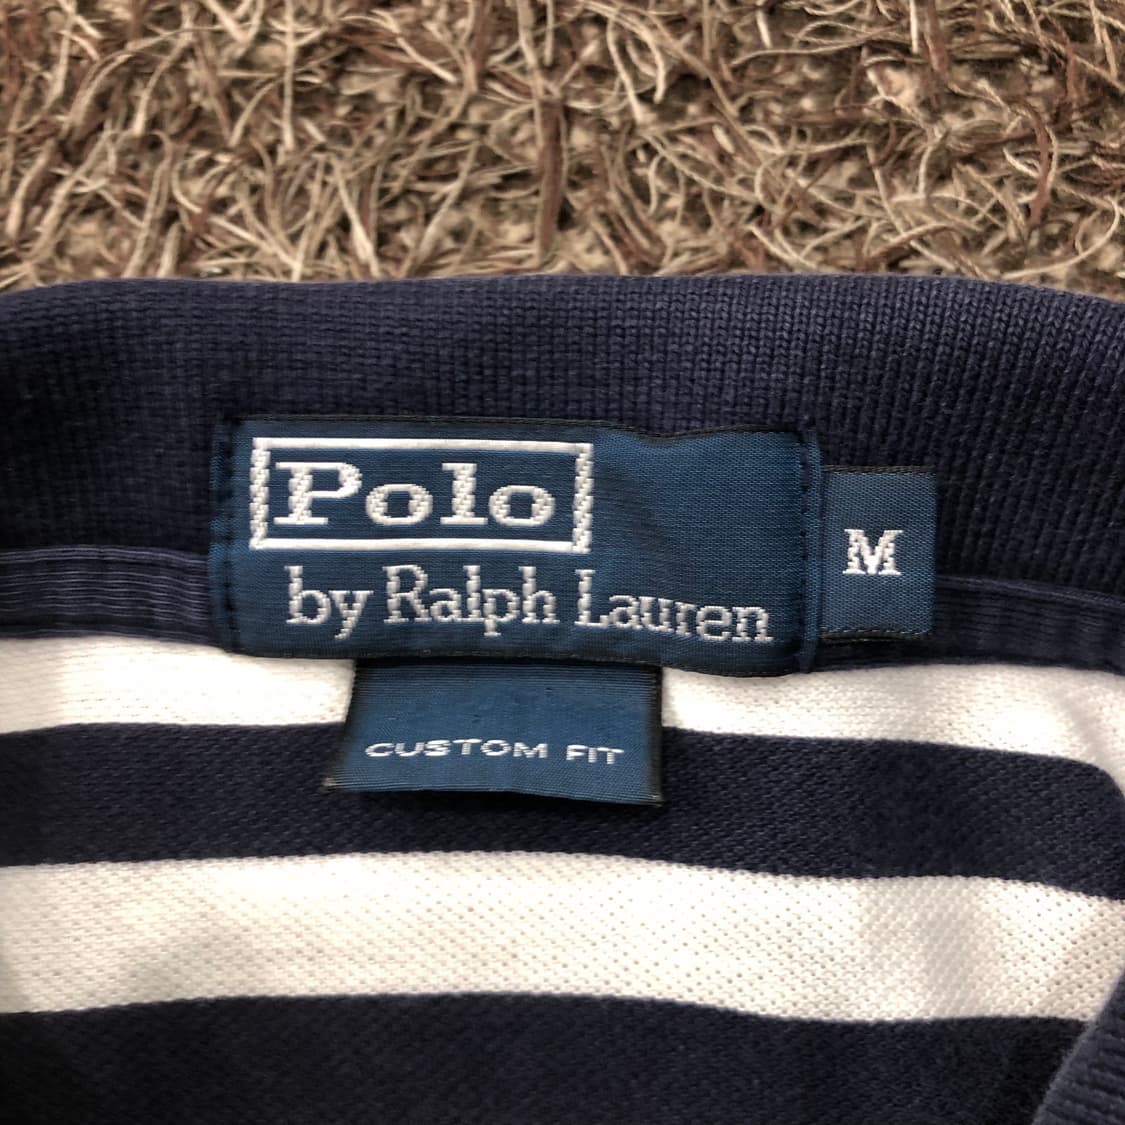 Polo
by Ralph Lauren
M
CUSTOM FIT